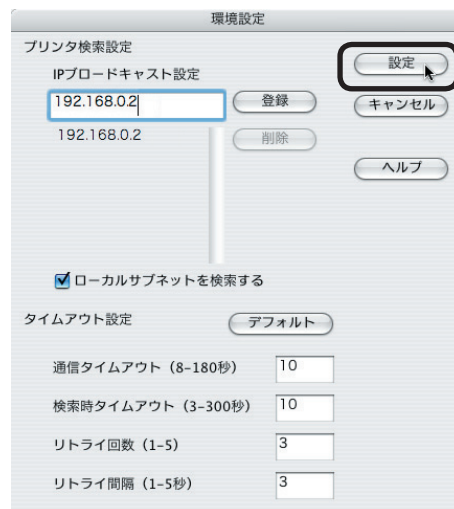 環境設定
プリンタ検索設定
設定
IPブロードキャスト設定
192.168.0.2
登録
キャンセル
192.168.0.2
削除
ヘルプ
ローカルサブネットを検索する
タイムアウト設定
デフォルト
通信タイムアウト（8-180秒） 10
検索時タイムアウト（3-300秒） 10
リトライ回数（1-5） 3
リトライ間隔（1-5秒） 3